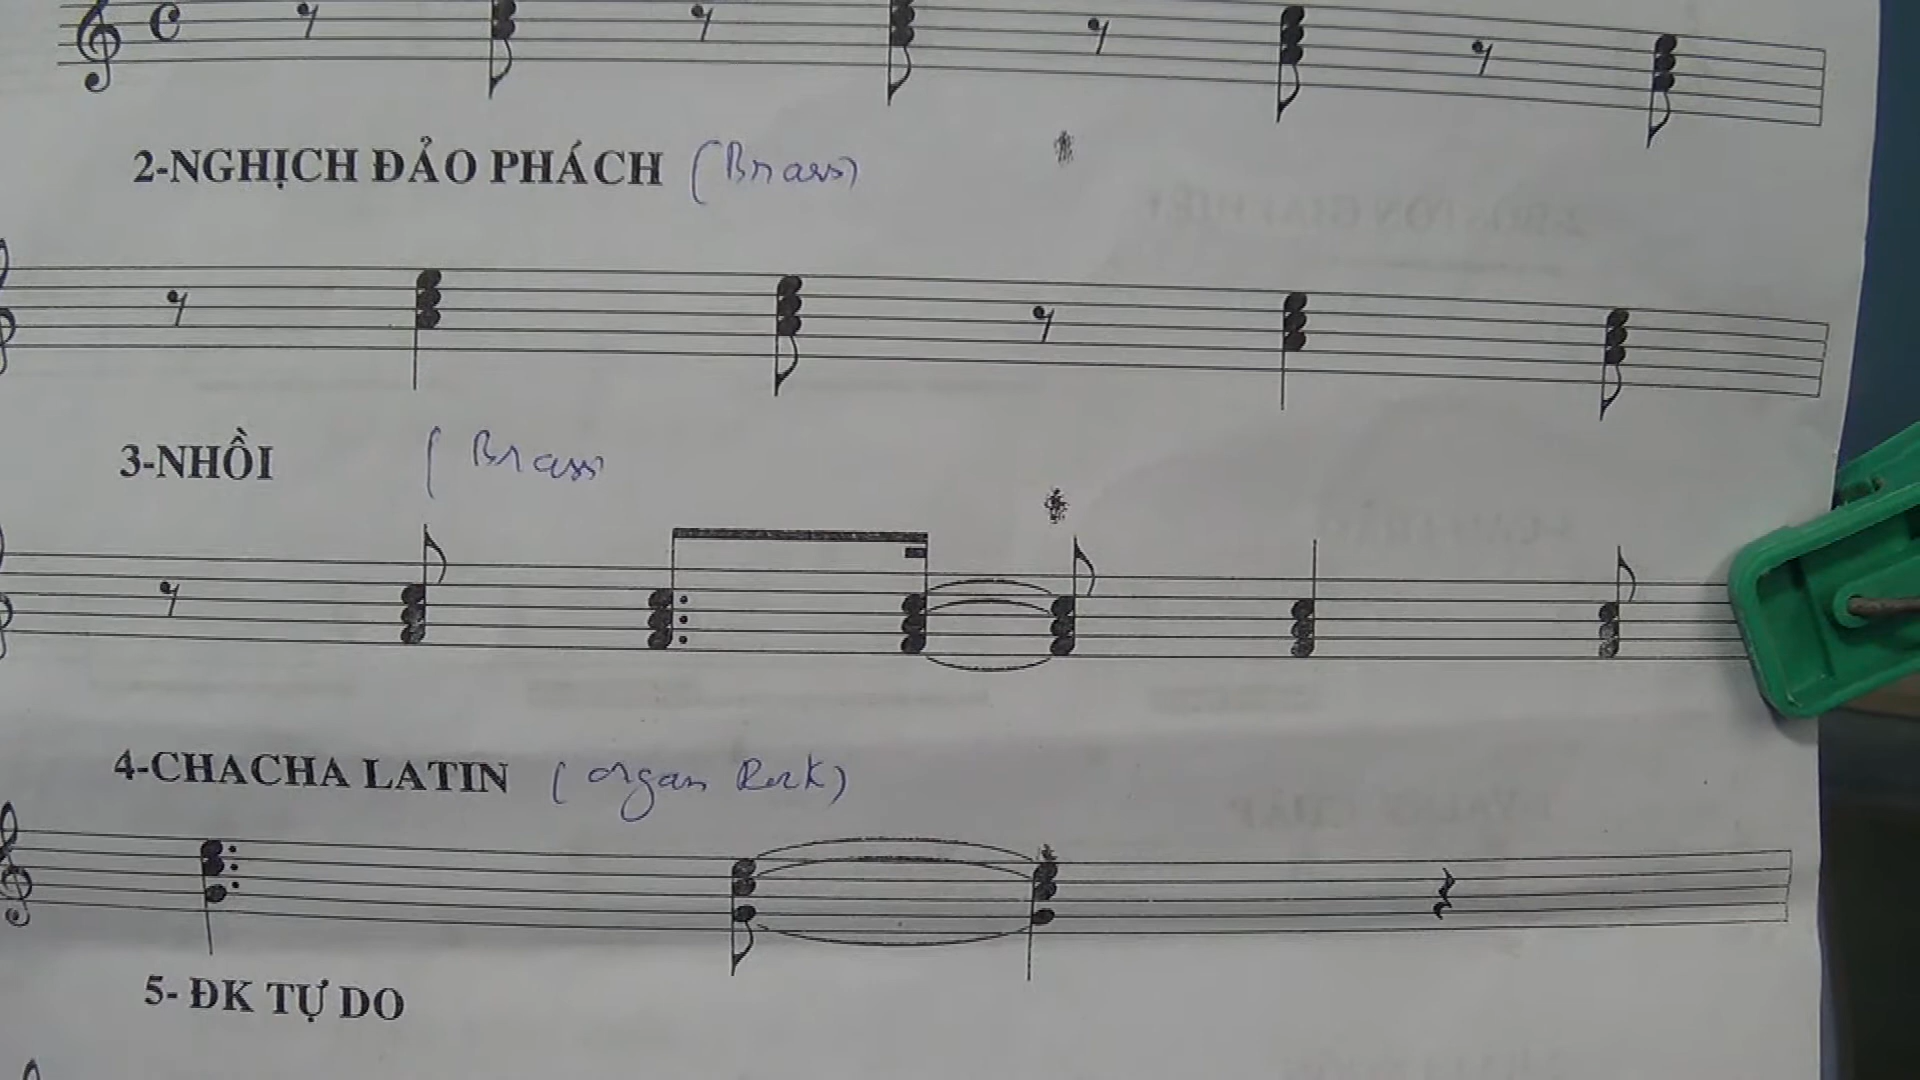 2-NGHỊCH ĐẢO PHÁCH (Brass)
3-NHỒI ( Brass
4-CHACHA LATIN (organ Rock)
5- ĐK TỰ DO